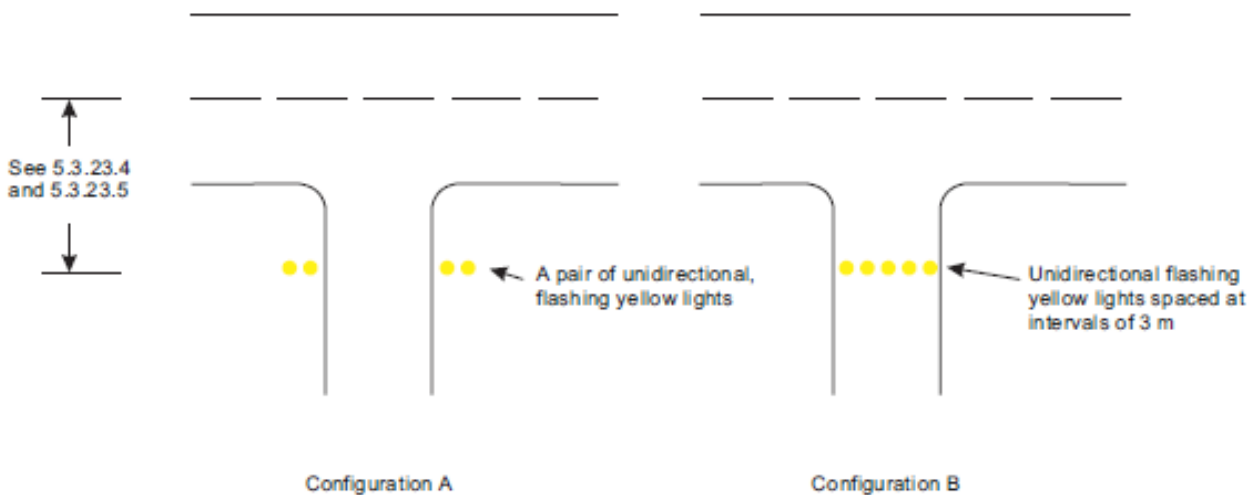 See 5.3.23.4
and 5.3.23.5
A pair of unidirectional,
flashing yellow lights
Unidirectional flashing
yellow lights spaced at
intervals of 3 m
Configuration A
Configuration B